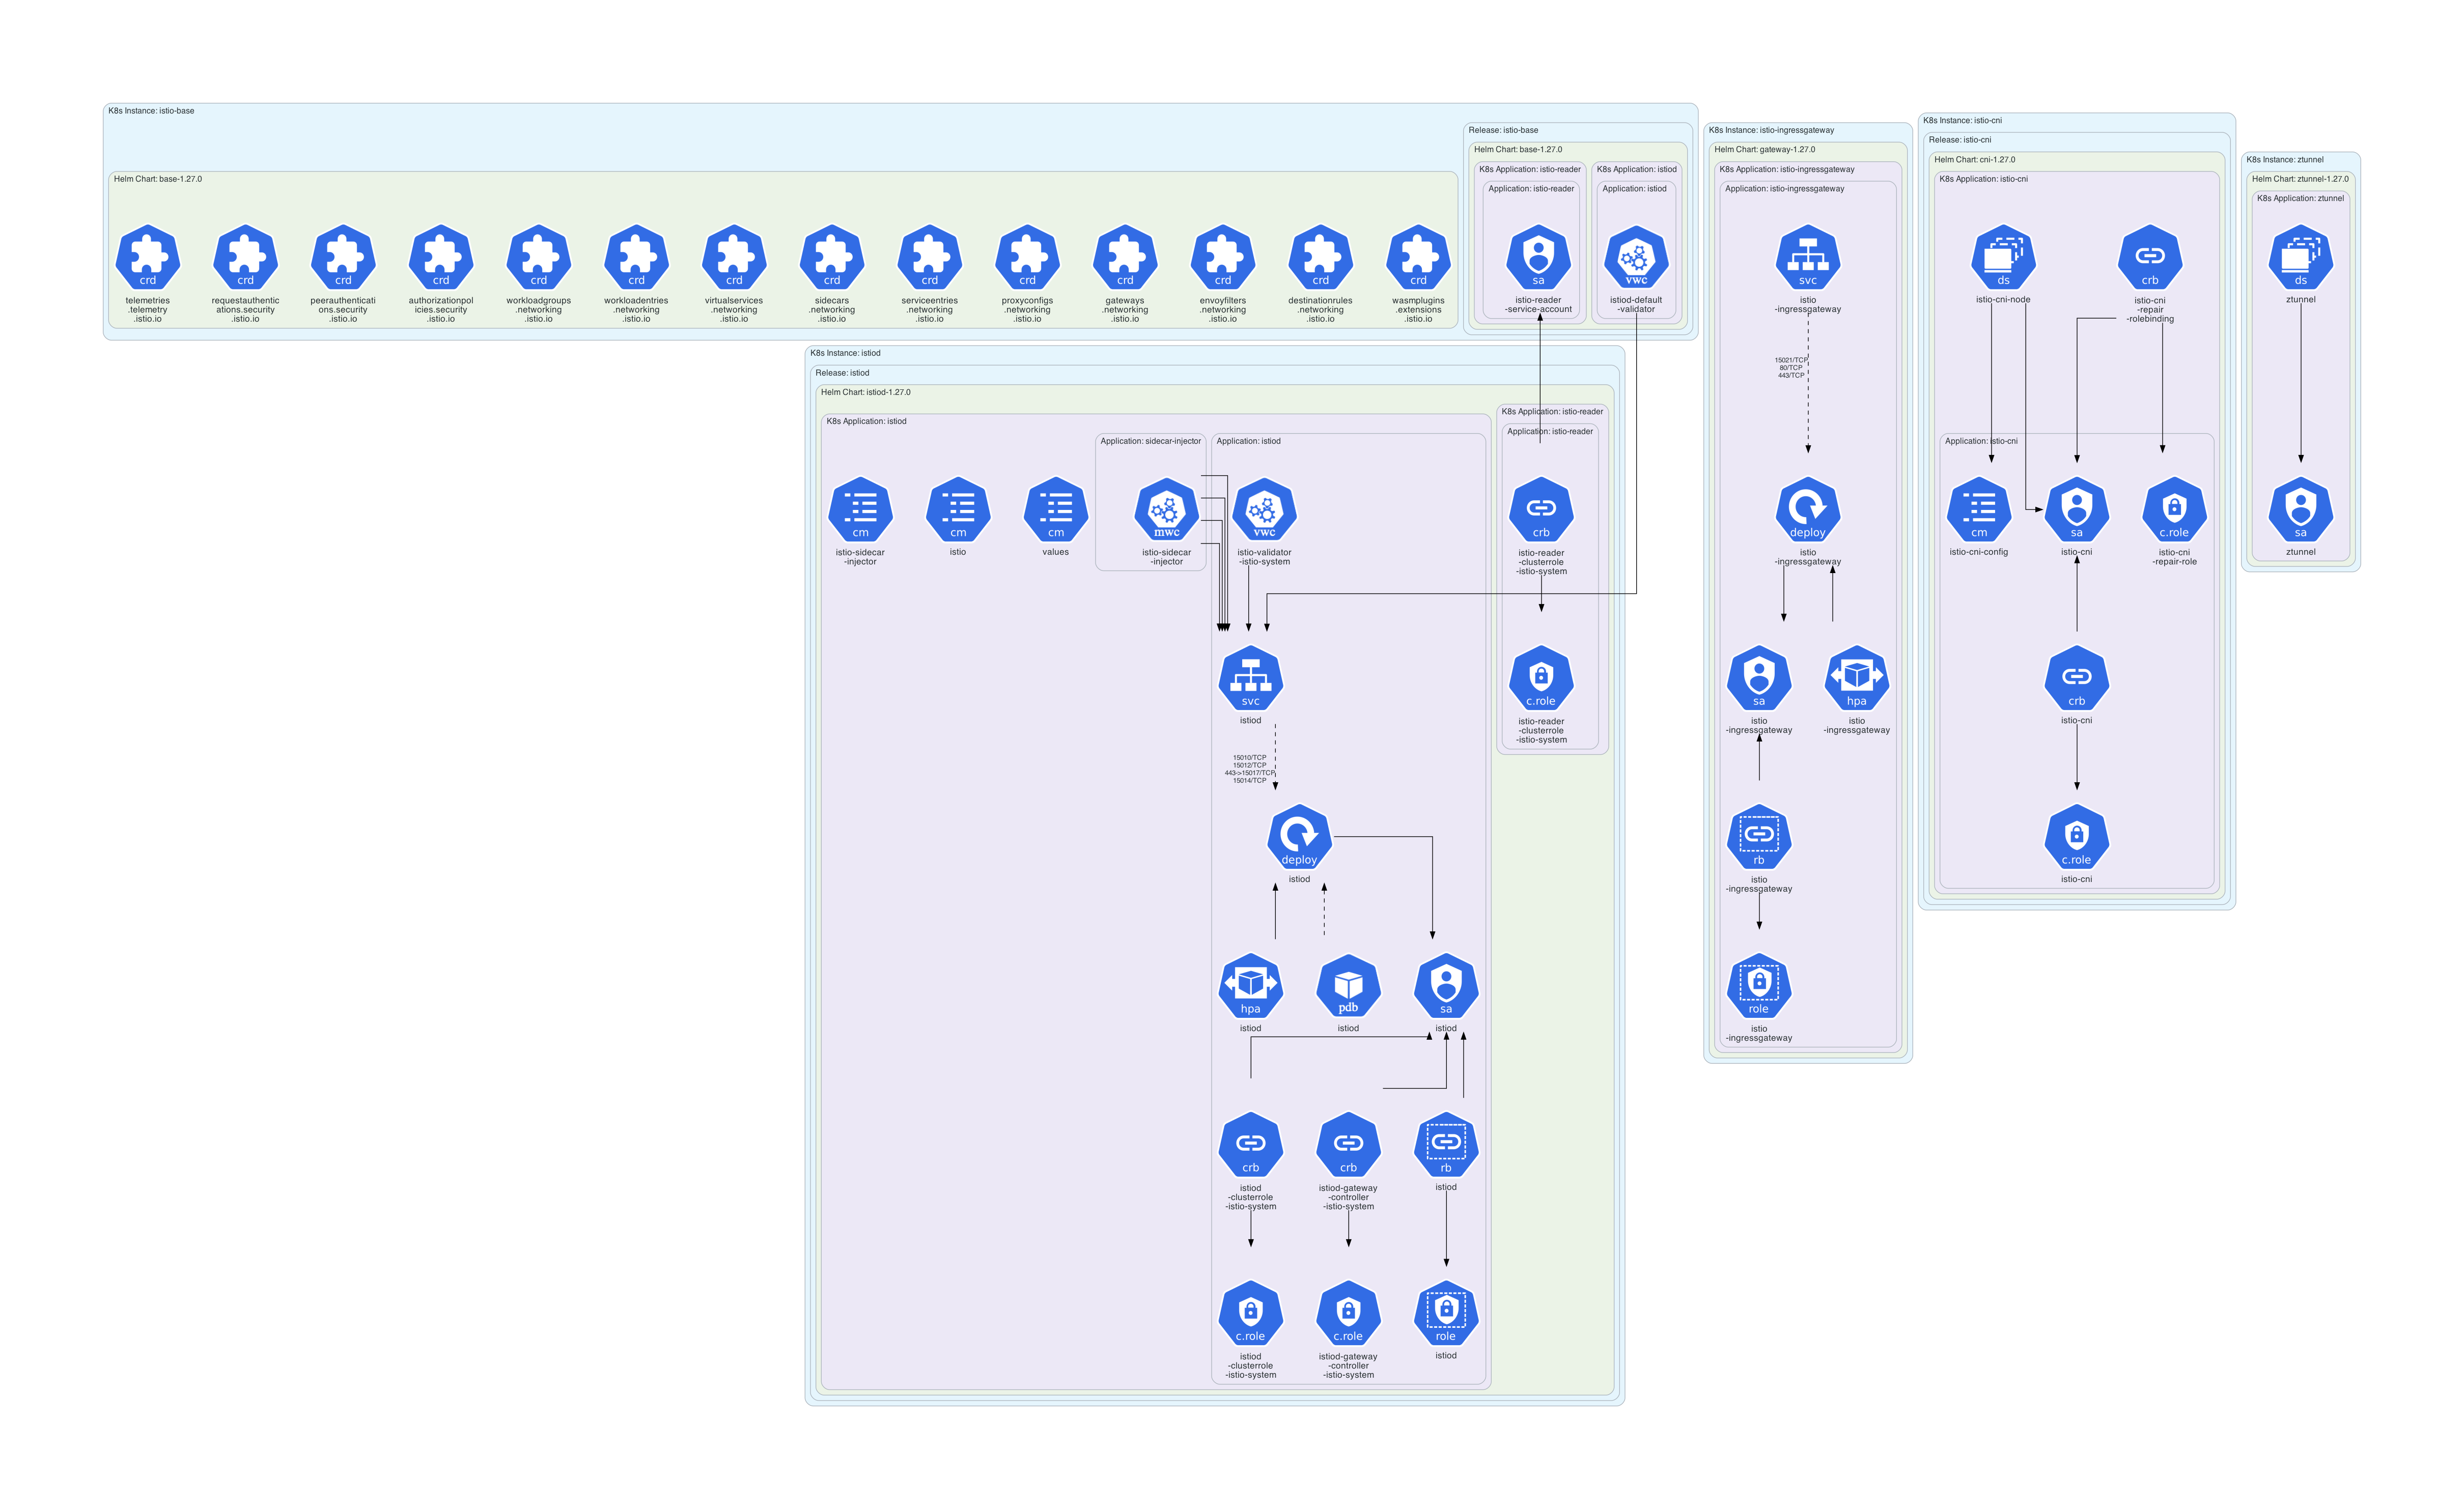 K8s Instance: istio-base
Helm Chart: base-1.27.0
crd
telemetries
.telemetry
.istio.io
crd
requestauthentic
ations.security
.istio.io
crd
peerauthenticati
ons.security
.istio.io
crd
authorizationpol
icies.security
.istio.io
crd
workloadgroups
.networking
.istio.io
crd
workloadentries
.networking
.istio.io
crd
virtualservices
.networking
.istio.io
crd
sidecars
.networking
.istio.io
crd
serviceentries
.networking
.istio.io
crd
proxyconfigs
.networking
.istio.io
crd
gateways
.networking
.istio.io
crd
envoyfilters
.networking
.istio.io
crd
destinationrules
.networking
.istio.io
crd
wasmplugins
.extensions
.istio.io
Release: istio-base
Helm Chart: base-1.27.0
K8s Application: istio-reader
Application: istio-reader
sa
istio-reader
-service-account
K8s Application: istiod
Application: istiod
vwc
istiod-default
-validator
K8s Instance: istiod
Release: istiod
Helm Chart: istiod-1.27.0
K8s Application: istiod
cm
istio-sidecar
-injector
cm
istio
cm
values
Application: sidecar-injector
mwc
istio-sidecar
-injector
Application: istiod
vwc
istio-validator
-istio-system
svc
istiod
15010/TCP
15012/TCP
443->15017/TCP
15014/TCP
deploy
istiod
hpa
istiod
pdb
istiod
sa
istiod
crb
istiod
-clusterrole
-istio-system
crb
istiod-gateway
-controller
-istio-system
rb
istiod
c.role
istiod
-clusterrole
-istio-system
c.role
istiod-gateway
-controller
-istio-system
role
istiod
K8s Application: istio-reader
Application: istio-reader
crb
istio-reader
-clusterrole
-istio-system
c.role
istio-reader
-clusterrole
-istio-system
K8s Instance: istio-ingressgateway
Helm Chart: gateway-1.27.0
K8s Application: istio-ingressgateway
Application: istio-ingressgateway
svc
istio
-ingressgateway
15021/TCP
80/TCP
443/TCP
deploy
istio
-ingressgateway
sa
istio
-ingressgateway
hpa
istio
-ingressgateway
rb
istio
-ingressgateway
role
istio
-ingressgateway
K8s Instance: istio-cni
Release: istio-cni
Helm Chart: cni-1.27.0
K8s Application: istio-cni
ds
istio-cni-node
crb
istio-cni
-repair
-rolebinding
Application: istio-cni
cm
istio-cni-config
sa
istio-cni
c.role
istio-cni
-repair-role
crb
istio-cni
c.role
istio-cni
K8s Instance: ztunnel
Helm Chart: ztunnel-1.27.0
K8s Application: ztunnel
ds
ztunnel
sa
ztunnel